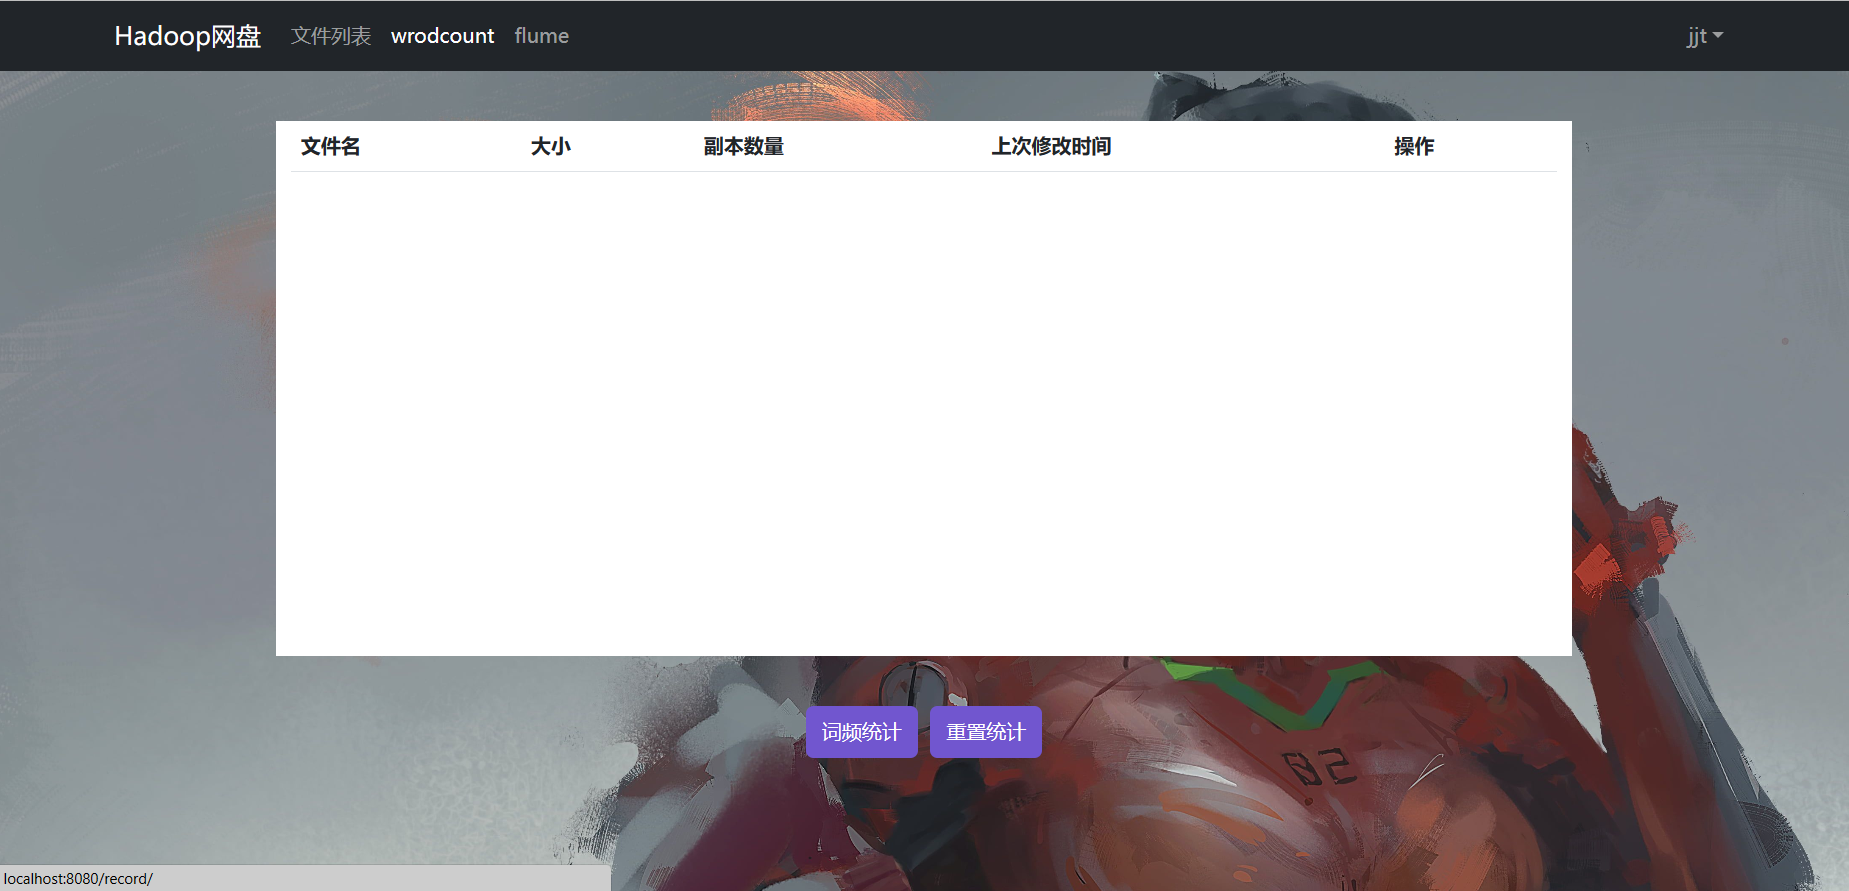 Hadoop网盘 文件列表 wrodcount flume jjt
文件名 大小 副本数量 上次修改时间 操作
词频统计 重置统计
02
localhost:8080/record/